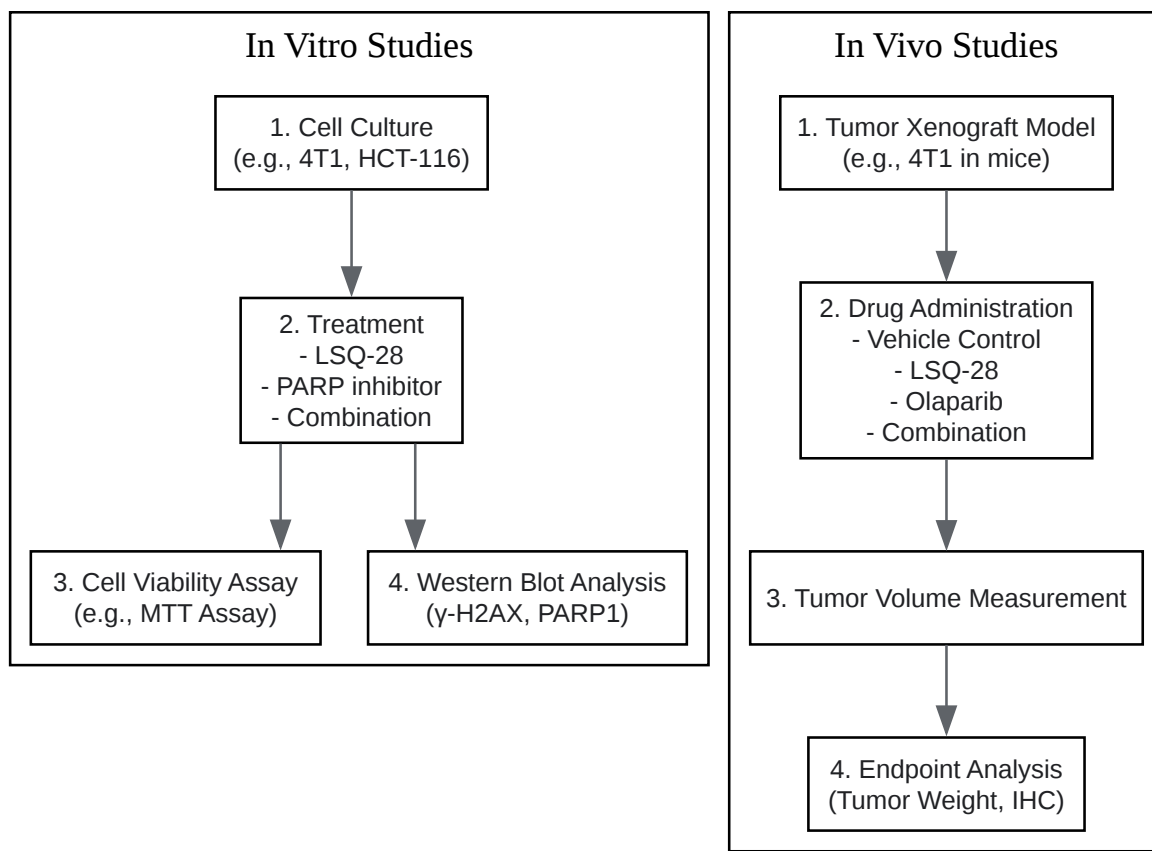 In Vitro Studies
1. Cell Culture
(e.g., 4T1, HCT-116)
2. Treatment
- LSQ-28
- PARP inhibitor
- Combination
3. Cell Viability Assay
(e.g., MTT Assay)
4. Western Blot Analysis
(γ-H2AX, PARP1)
In Vivo Studies
1. Tumor Xenograft Model
(e.g., 4T1 in mice)
2. Drug Administration
- Vehicle Control
- LSQ-28
- Olaparib
- Combination
3. Tumor Volume Measurement
4. Endpoint Analysis
(Tumor Weight, IHC)